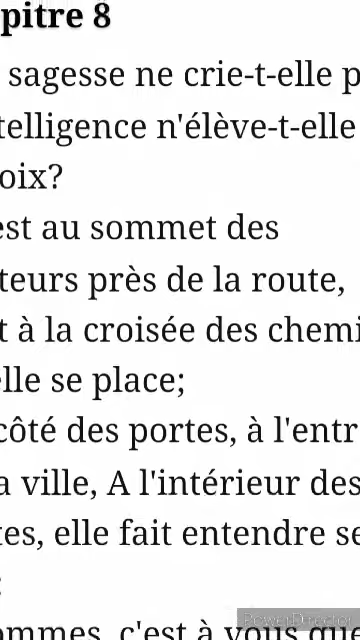 pitre 8
sagesse ne crie-t-elle p
telligence n'élève-t-elle
oix?
est au sommet des
teurs près de la route,
t à la croisée des chemi
elle se place;
côté des portes, à l'entr
a ville, A l'intérieur des
tes, elle fait entendre se
:
ommes, c'est à vous que
PowerDirector